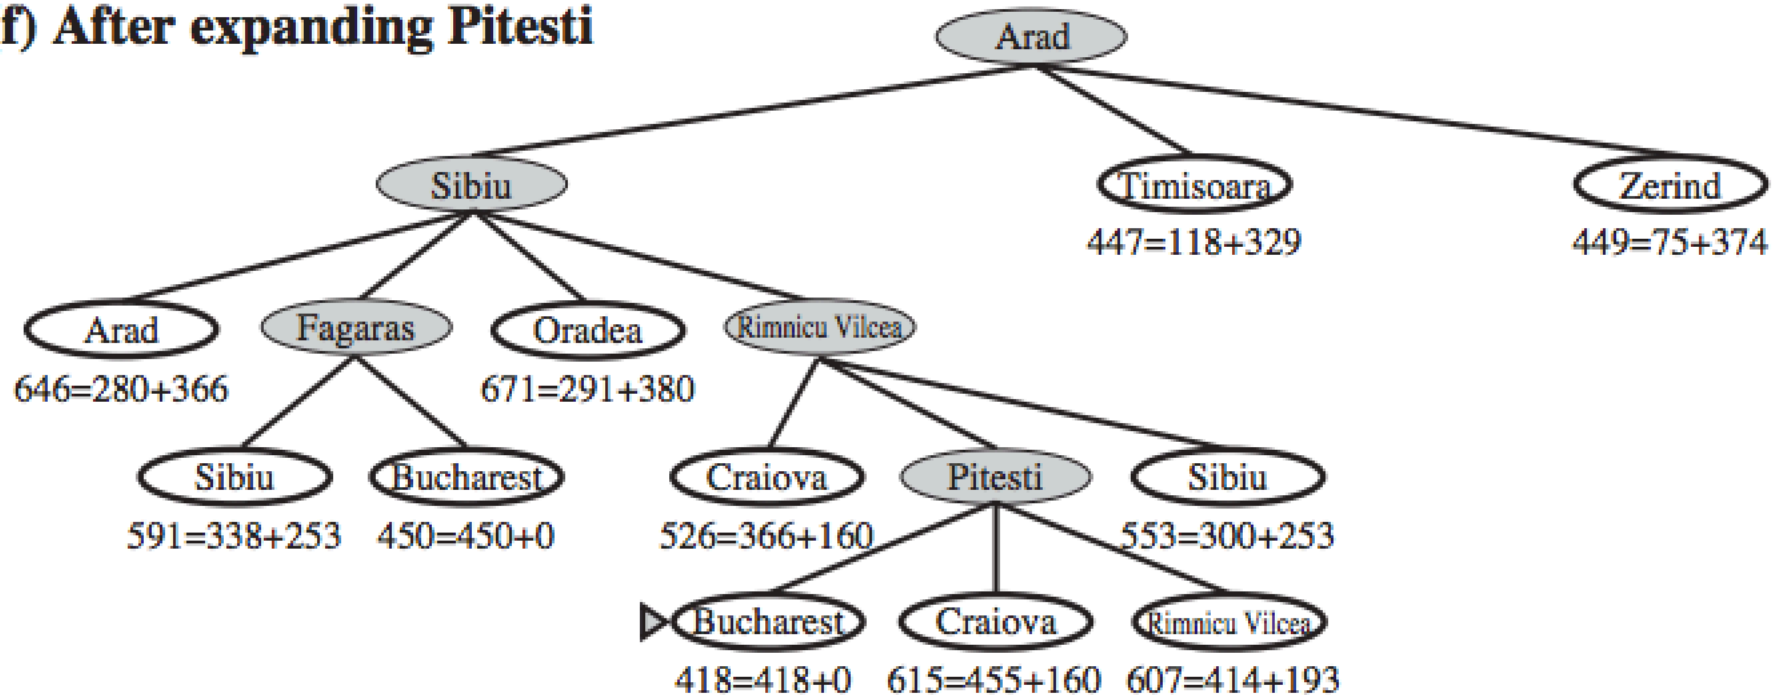 f) After expanding Pitesti
Arad
Sibiu
Timisoara
Zerind
447=118+329
449=75+374
Arad
Fagaras
Oradea
Rimnicu Vilcea
646=280+366
671=291+380
Sibiu
Bucharest
Craiova
Pitesti
Sibiu
591=338+253
450=450+0
526=366+160
553=300+253
Bucharest
Craiova
Rimnicu Vilcea
418=418+0
615=455+160
607=414+193